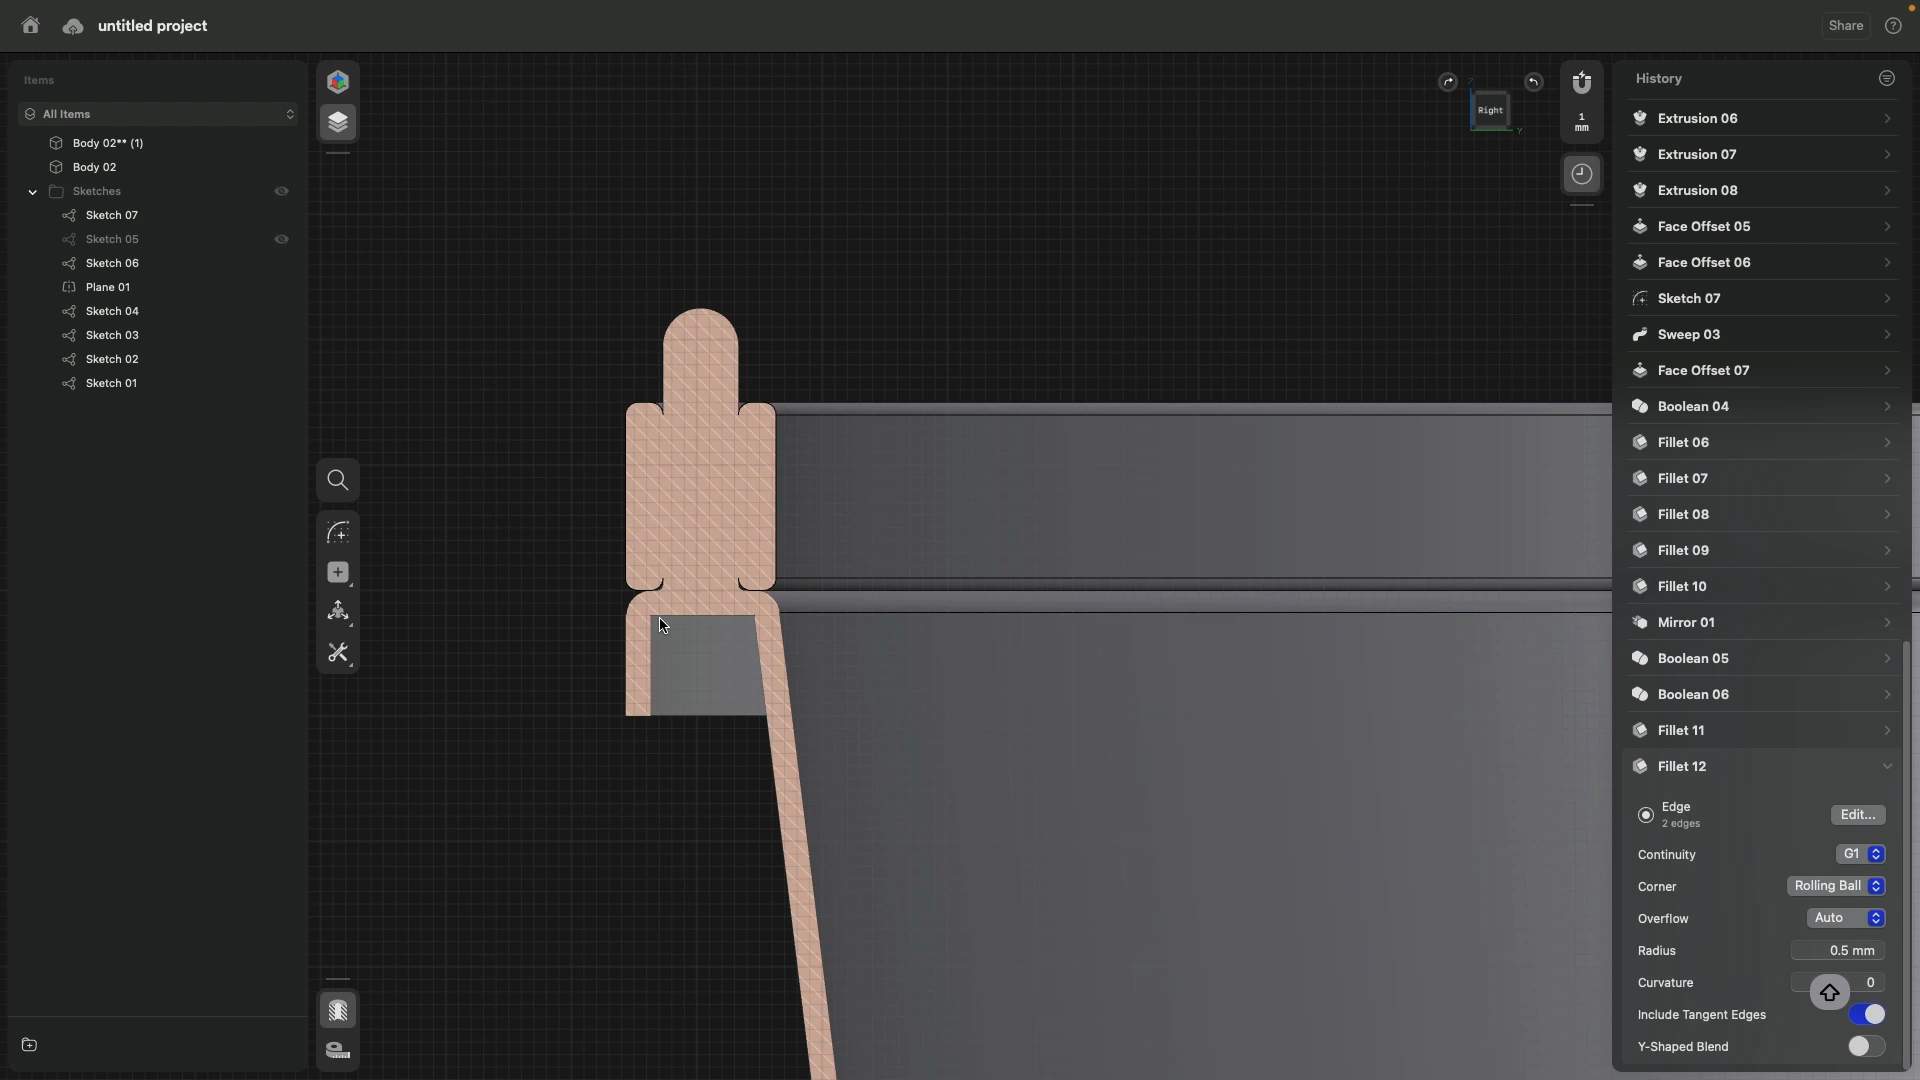 untitled project
Share
?
Items
All Items
Body 02** (1)
Body 02
Sketches
Sketch 07
Sketch 05
Sketch 06
Plane 01
Sketch 04
Sketch 03
Sketch 02
Sketch 01
Z
Right
Y
1
mm
History
Extrusion 06
Extrusion 07
Extrusion 08
Face Offset 05
Face Offset 06
Sketch 07
Sweep 03
Face Offset 07
Boolean 04
Fillet 06
Fillet 07
Fillet 08
Fillet 09
Fillet 10
Mirror 01
Boolean 05
Boolean 06
Fillet 11
Fillet 12
Edge
2 edges
Edit...
Continuity G1
Corner Rolling Ball
Overflow Auto
Radius 0.5 mm
Curvature 0
Include Tangent Edges
Y-Shaped Blend